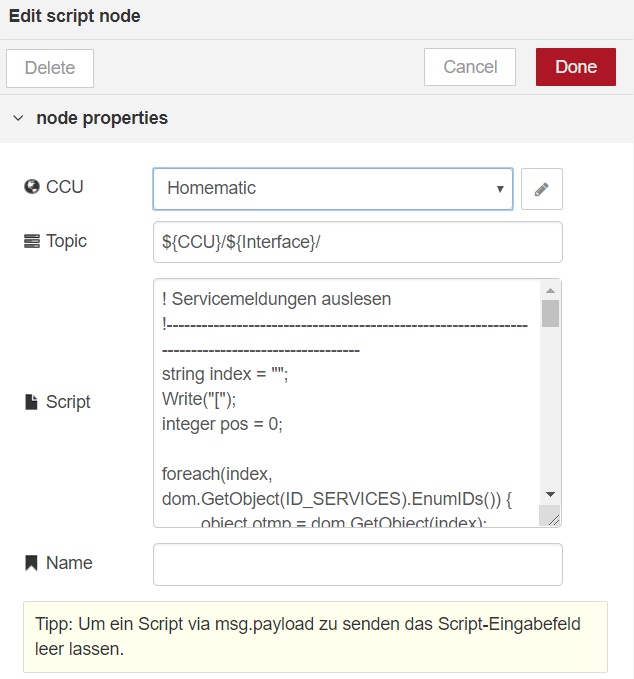 Edit script node
Delete
Cancel
Done
node properties
CCU
Homematic
Topic
${CCU}/${Interface}/
Script
! Servicemeldungen auslesen
!--------------------------------------------------------------
----------------------------------
string index = "";
Write("[");
integer pos = 0;
foreach(index,
dom.GetObject(ID_SERVICES).EnumIDs()) {
object otmp = dom.GetObject(index);
Name
Tipp: Um ein Script via msg.payload zu senden das Script-Eingabefeld
leer lassen.